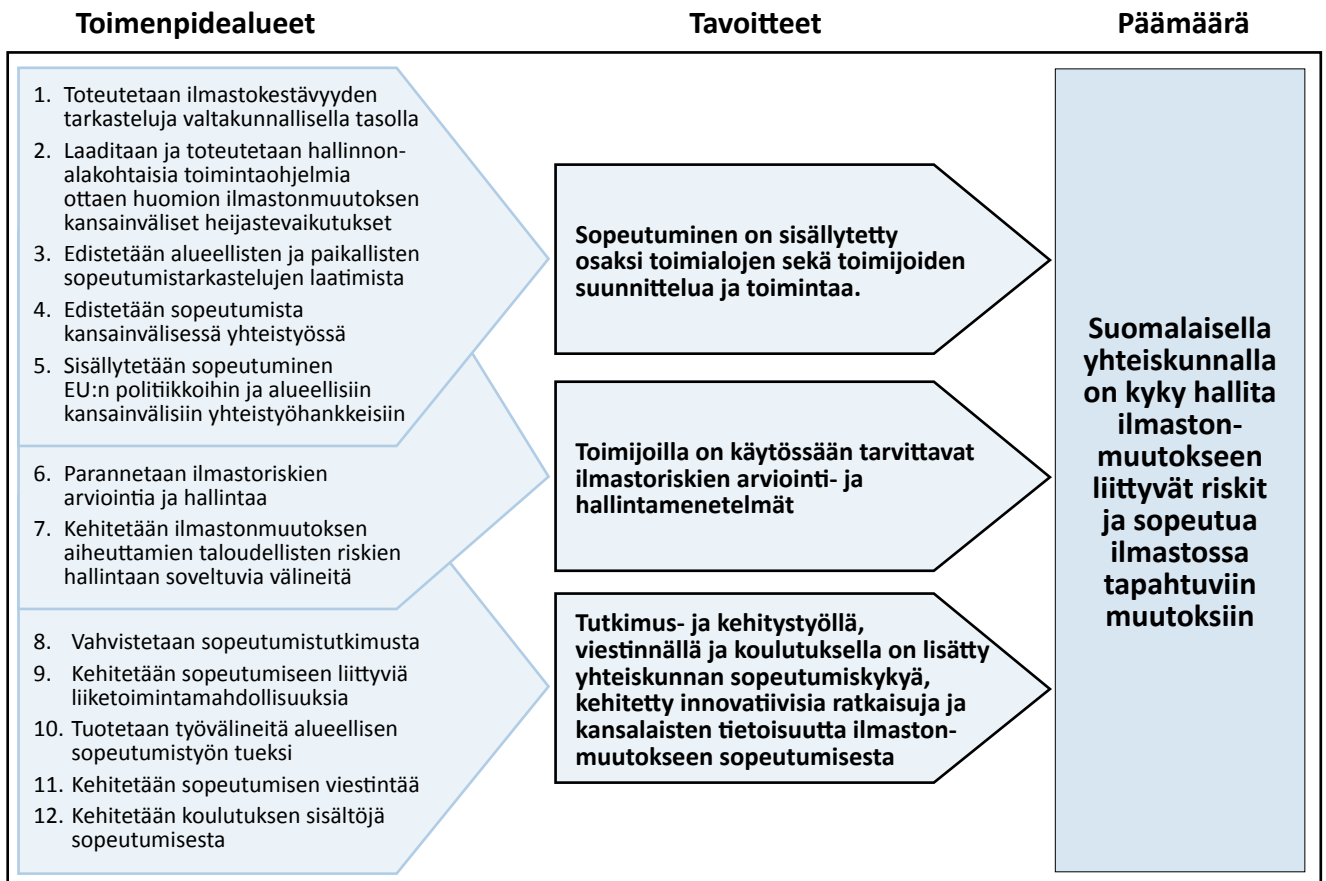 Toimenpidealueet
1. Toteutetaan ilmastokestävyyden
tarkasteluja valtakunnallisella tasolla
2. Laaditaan ja toteutetaan hallinnon-
alakohtaisia toimintaohjelmia
ottaen huomion ilmastonmuutoksen
kansainväliset heijastevaikutukset
3. Edistetään alueellisten ja paikallisten
sopeutumistarkastelujen laatimista
4. Edistetään sopeutumista
kansainvälisessä yhteistyössä
5. Sisällytetään sopeutuminen
EU:n politiikkoihin ja alueellisiin
kansainvälisiin yhteistyöhankkeisiin
6. Parannetaan ilmastoriskien
arviointia ja hallintaa
7. Kehitetään ilmastonmuutoksen
aiheuttamien taloudellisten riskien
hallintaan soveltuvia välineitä
8. Vahvistetaan sopeutumistutkimusta
9. Kehitetään sopeutumiseen liittyviä
liiketoimintamahdollisuuksia
10. Tuotetaan työvälineitä alueellisen
sopeutumistyön tueksi
11. Kehitetään sopeutumisen viestintää
12. Kehitetään koulutuksen sisältöjä
sopeutumisesta
Tavoitteet
Sopeutuminen on sisällytetty
osaksi toimialojen sekä toimijoiden
suunnittelua ja toimintaa.
Toimijoilla on käytössään tarvittavat
ilmastoriskien arviointi- ja
hallintamenetelmät
Tutkimus- ja kehitystyöllä,
viestinnällä ja koulutuksella on lisätty
yhteiskunnan sopeutumiskykyä,
kehitetty innovatiivisia ratkaisuja ja
kansalaisten tietoisuutta ilmaston-
muutokseen sopeutumisesta
Päämäärä
Suomalaisella
yhteiskunnalla
on kyky hallita
ilmaston-
muutokseen
liittyvät riskit
ja sopeutua
ilmastossa
tapahtuviin
muutoksiin